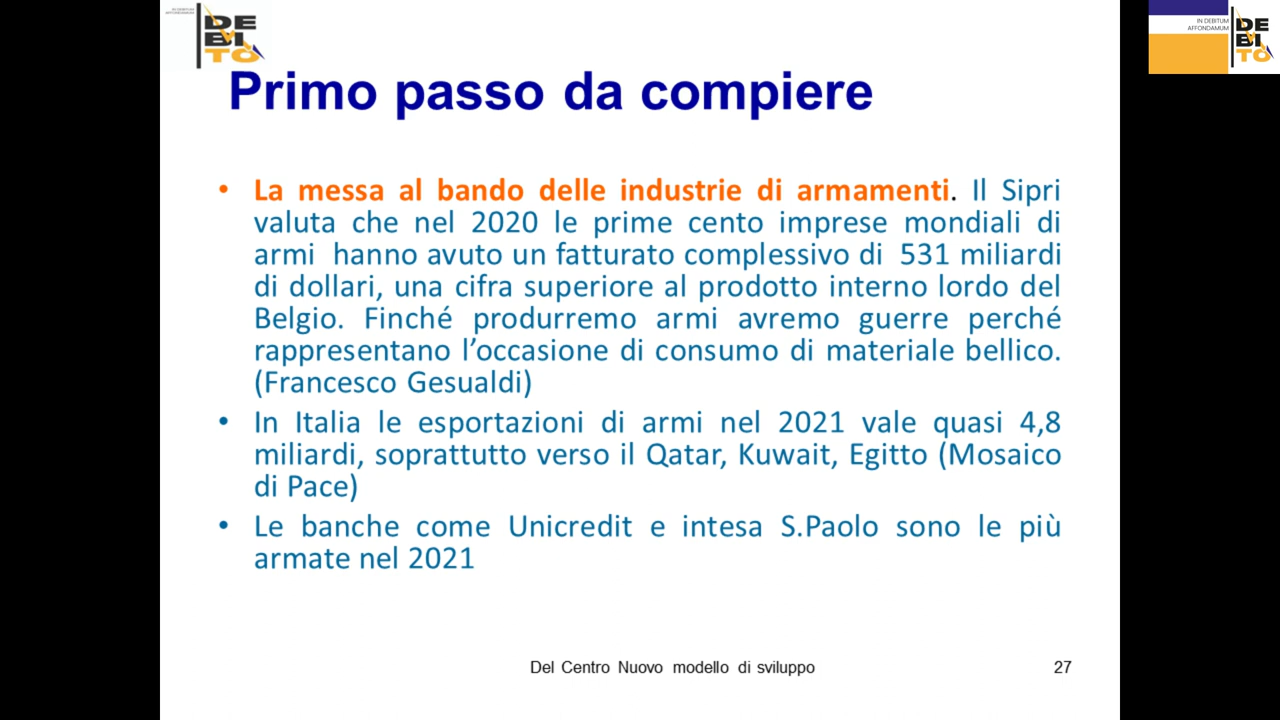 IN DEBITUM
AFFONDAMUM
DE
BI
TO
IN DEBITUM
AFFONDAMUM
DE
BI
TO
Primo passo da compiere
• La messa al bando delle industrie di armamenti. Il Sipri
valuta che nel 2020 le prime cento imprese mondiali di
armi hanno avuto un fatturato complessivo di 531 miliardi
di dollari, una cifra superiore al prodotto interno lordo del
Belgio. Finché produrremo armi avremo guerre perché
rappresentano l’occasione di consumo di materiale bellico.
(Francesco Gesualdi)
• In Italia le esportazioni di armi nel 2021 vale quasi 4,8
miliardi, soprattutto verso il Qatar, Kuwait, Egitto (Mosaico
di Pace)
• Le banche come Unicredit e intesa S.Paolo sono le più
armate nel 2021
Del Centro Nuovo modello di sviluppo
27